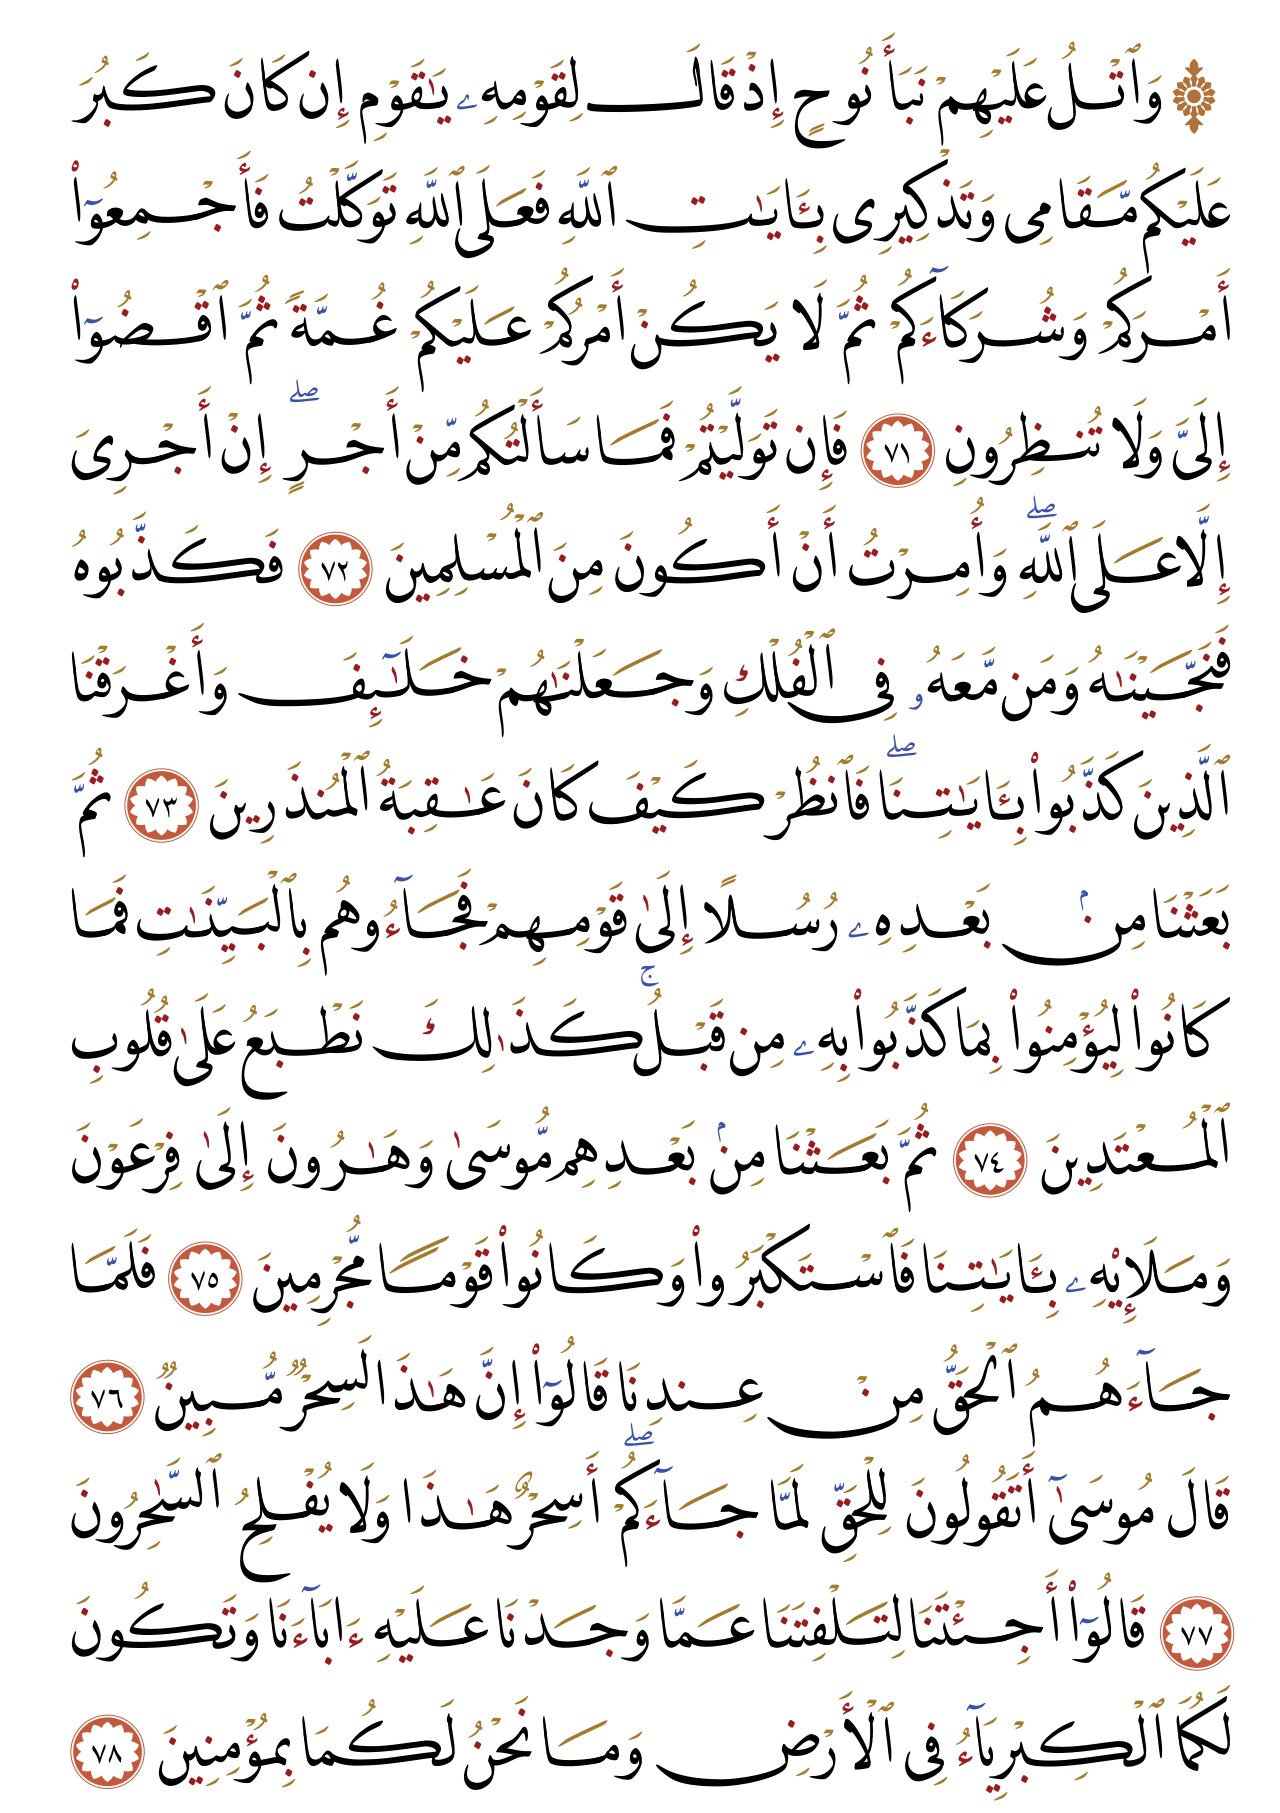 ۞ وَٱتْلُ عَلَيْهِمْ نَبَأَ نُوحٍ إِذْ قَالَ لِقَوْمِهِۦ يَٰقَوْمِ إِن كَانَ كَبُرَ
عَلَيْكُم مَّقَامِى وَتَذْكِيرِى بِـَٔايَٰتِ ٱللَّهِ فَعَلَى ٱللَّهِ تَوَكَّلْتُ فَأَجْمِعُوٓا۟
أَمْرَكُمْ وَشُرَكَآءَكُمْ ثُمَّ لَا يَكُنْ أَمْرُكُمْ عَلَيْكُمْ غُمَّةً ثُمَّ ٱقْضُوٓا۟
إِلَىَّ وَلَا تُنظِرُونِ ٧١ فَإِن تَوَلَّيْتُمْ فَمَا سَأَلْتُكُم مِّنْ أَجْرٍ ۖ إِنْ أَجْرِىَ
إِلَّا عَلَى ٱللَّهِ ۖ وَأُمِرْتُ أَنْ أَكُونَ مِنَ ٱلْمُسْلِمِينَ ٧٢ فَكَذَّبُوهُ
فَنَجَّيْنَٰهُ وَمَن مَّعَهُۥ فِى ٱلْفُلْكِ وَجَعَلْنَٰهُمْ خَلَٰٓئِفَ وَأَغْرَقْنَا
ٱلَّذِينَ كَذَّبُوا۟ بِـَٔايَٰتِنَا ۖ فَٱنظُرْ كَيْفَ كَانَ عَٰقِبَةُ ٱلْمُنذَرِينَ ٧٣ ثُمَّ
بَعَثْنَا مِنۢ بَعْدِهِۦ رُسُلًا إِلَىٰ قَوْمِهِمْ فَجَآءُوهُم بِٱلْبَيِّنَٰتِ فَمَا
كَانُوا۟ لِيُؤْمِنُوا۟ بِمَا كَذَّبُوا۟ بِهِۦ مِن قَبْلُ ۚ كَذَٰلِكَ نَطْبَعُ عَلَىٰ قُلُوبِ
ٱلْمُعْتَدِينَ ٧٤ ثُمَّ بَعَثْنَا مِنۢ بَعْدِهِم مُّوسَىٰ وَهَٰرُونَ إِلَىٰ فِرْعَوْنَ
وَمَلَإِي۟هِۦ بِـَٔايَٰتِنَا فَٱسْتَكْبَرُوا۟ وَكَانُوا۟ قَوْمًا مُّجْرِمِينَ ٧٥ فَلَمَّا
جَآءَهُمُ ٱلْحَقُّ مِنْ عِندِنَا قَالُوٓا۟ إِنَّ هَٰذَا لَسِحْرٌ مُّبِينٌ ٧٦
قَالَ مُوسَىٰٓ أَتَقُولُونَ لِلْحَقِّ لَمَّا جَآءَكُمْ ۖ أَسِحْرٌ هَٰذَا وَلَا يُفْلِحُ ٱلسَّٰحِرُونَ
٧٧ قَالُوٓا۟ أَجِئْتَنَا لِتَلْفِتَنَا عَمَّا وَجَدْنَا عَلَيْهِ ءَابَآءَنَا وَتَكُونَ
لَكُمَا ٱلْكِبْرِيَآءُ فِى ٱلْأَرْضِ وَمَا نَحْنُ لَكُمَا بِمُؤْمِنِينَ ٧٨